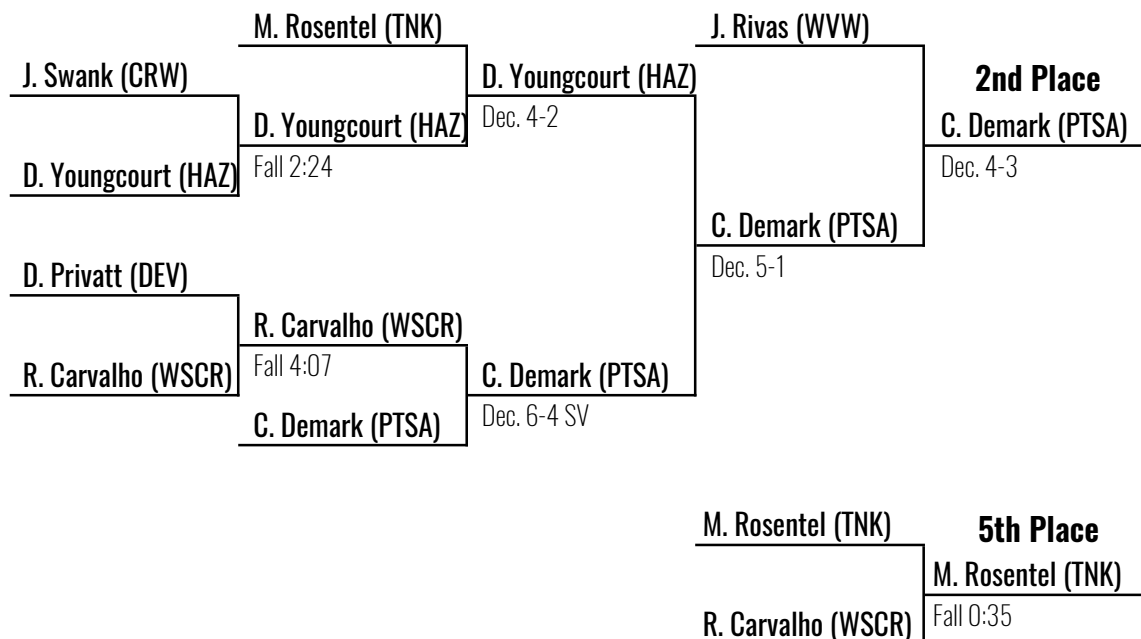 M. Rosentel (TNK)
J. Rivas (WVW)
J. Swank (CRW)
D. Youngcourt (HAZ)
2nd Place
D. Youngcourt (HAZ)
Dec. 4-2
C. Demark (PTSA)
D. Youngcourt (HAZ)
Fall 2:24
Dec. 4-3
C. Demark (PTSA)
D. Privatt (DEV)
Dec. 5-1
R. Carvalho (WSCR)
R. Carvalho (WSCR)
Fall 4:07
C. Demark (PTSA)
C. Demark (PTSA)
Dec. 6-4 SV
M. Rosentel (TNK)
5th Place
M. Rosentel (TNK)
R. Carvalho (WSCR)
Fall 0:35